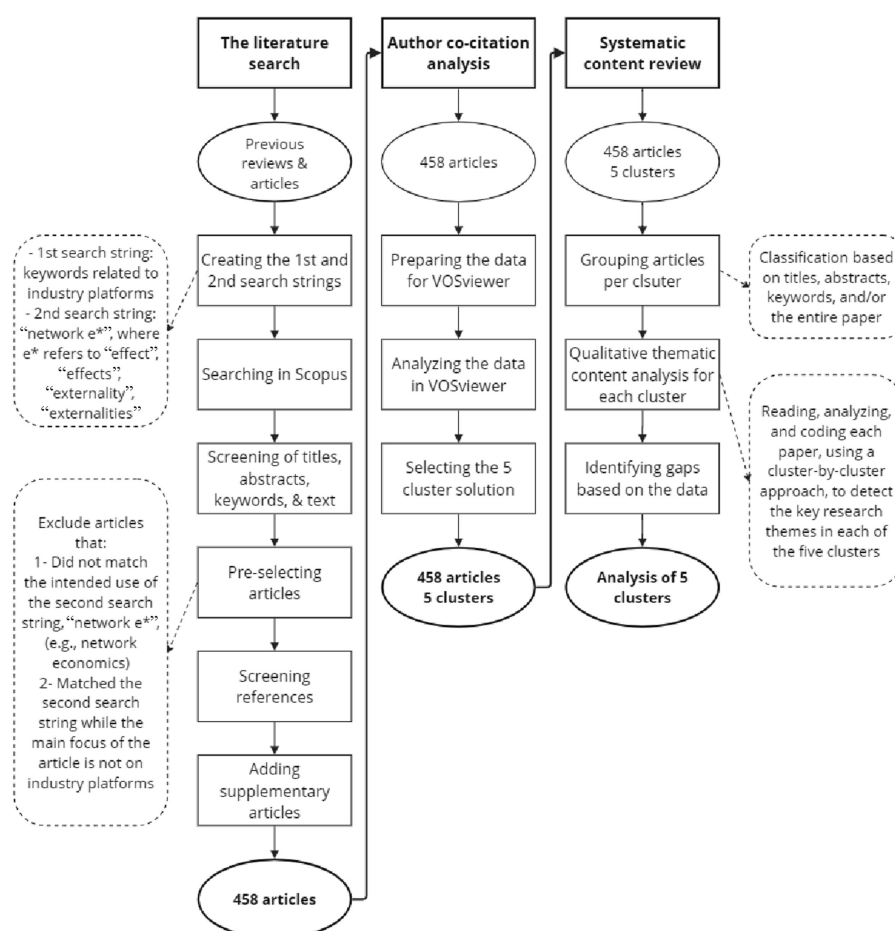 The literature
search
Previous
reviews &
articles
- 1st search string:
keywords related to
industry platforms
- 2nd search string:
“network e*”, where
e* refers to “effect”,
“effects”,
“externality”,
“externalities”
Creating the 1st and
2nd search strings
Searching in Scopus
Screening of titles,
abstracts,
keywords, & text
Exclude articles
that:
1- Did not match
the intended use of
the second search
string, “network e*”,
(e.g., network
economics)
2- Matched the
second search
string while the
main focus of the
article is not on
industry platforms
Pre-selecting
articles
Screening
references
Adding
supplementary
articles
458 articles
Author co-citation
analysis
458 articles
Preparing the data
for VOSviewer
Analyzing the data
in VOSviewer
Selecting the 5
cluster solution
458 articles
5 clusters
Systematic
content review
458 articles
5 clusters
Grouping articles
per clsuter
Classification based
on titles, abstracts,
keywords, and/or
the entire paper
Qualitative thematic
content analysis for
each cluster
Reading, analyzing,
and coding each
paper, using a
cluster-by-cluster
approach, to detect
the key research
themes in each of
the five clusters
Identifying gaps
based on the data
Analysis of 5
clusters